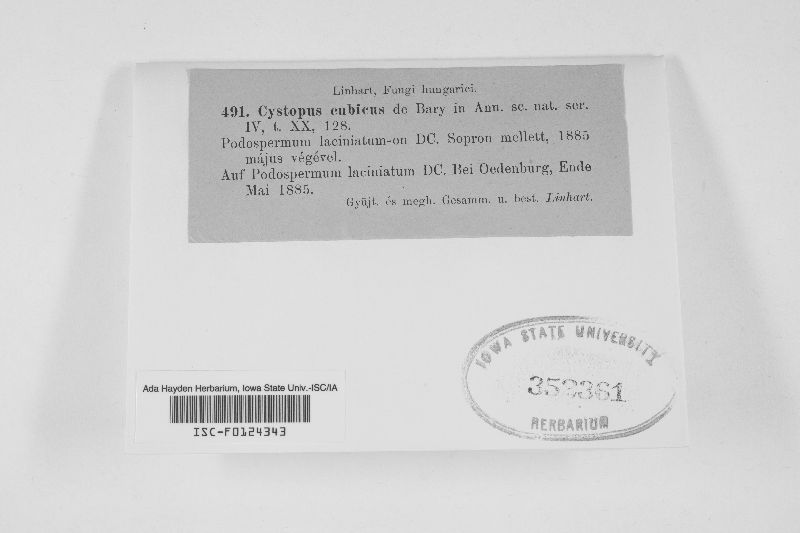 Linhart, Fungi hungarici.
491. Cystopus cubicus de Bary in Ann. sc. nat. ser.
IV, t. XX, 128.
Podospermum laciniatum-on DC. Sopron mellett, 1885
május végével.
Auf Podospermum laciniatum DC. Bei Oedenburg, Ende
Mai 1885.
Gyűjt. és megh. Gesamm. u. best. Linhart.
IOWA STATE UNIVERSITY
HERBARIUM
Ada Hayden Herbarium, Iowa State Univ.-ISC/IA
ISC-F0124343